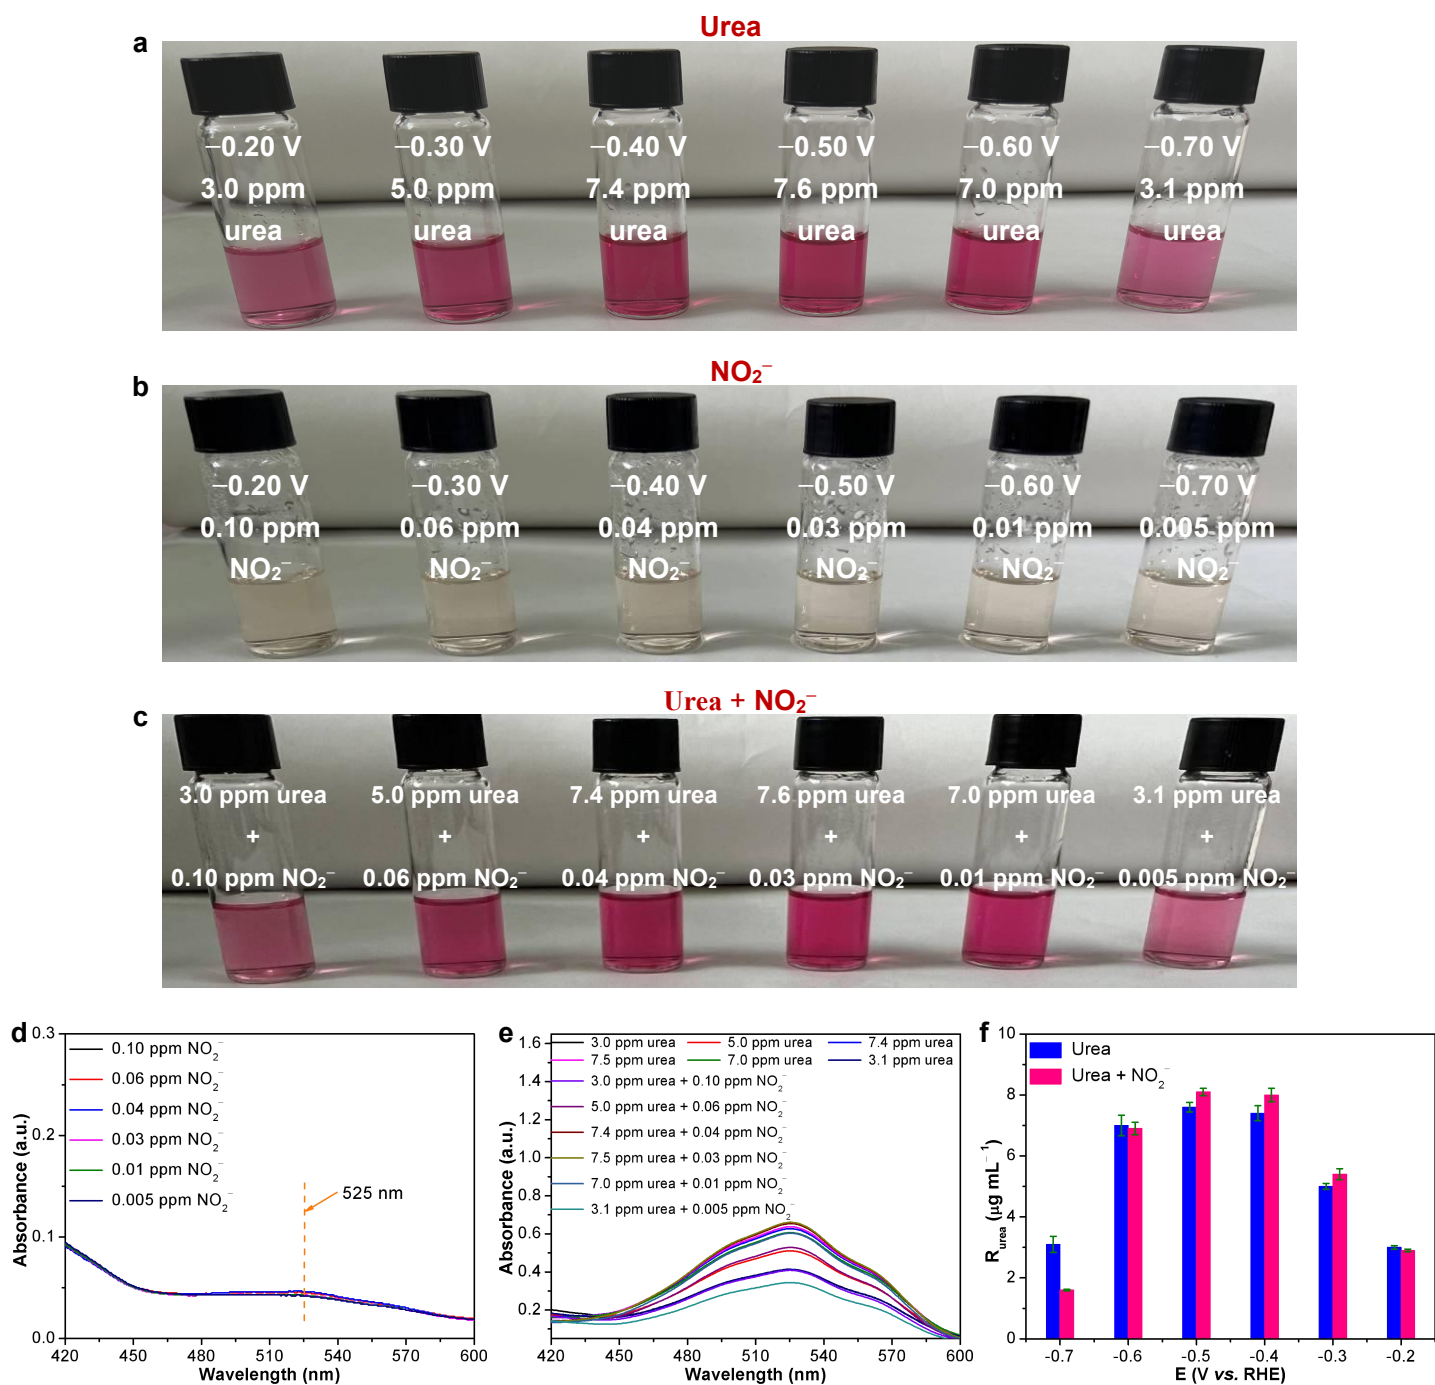 Urea
a
−0.20 V −0.30 V −0.40 V −0.50 V −0.60 V −0.70 V
3.0 ppm 5.0 ppm 7.4 ppm 7.6 ppm 7.0 ppm 3.1 ppm
urea urea urea urea urea urea
NO₂⁻
b
−0.20 V −0.30 V −0.40 V −0.50 V −0.60 V −0.70 V
0.10 ppm 0.06 ppm 0.04 ppm 0.03 ppm 0.01 ppm 0.005 ppm
NO₂⁻ NO₂⁻ NO₂⁻ NO₂⁻ NO₂⁻ NO₂⁻
Urea + NO₂⁻
c
3.0 ppm urea 5.0 ppm urea 7.4 ppm urea 7.6 ppm urea 7.0 ppm urea 3.1 ppm urea
+ + + + + +
0.10 ppm NO₂⁻ 0.06 ppm NO₂⁻ 0.04 ppm NO₂⁻ 0.03 ppm NO₂⁻ 0.01 ppm NO₂⁻ 0.005 ppm NO₂⁻
d
0.3
0.2
0.1
0.0
Absorbance (a.u.)
0.10 ppm NO₂⁻
0.06 ppm NO₂⁻
0.04 ppm NO₂⁻
0.03 ppm NO₂⁻
0.01 ppm NO₂⁻
0.005 ppm NO₂⁻
525 nm
420 450 480 510 540 570 600
Wavelength (nm)
e
1.6
1.4
1.2
1.0
0.8
0.6
0.4
0.2
Absorbance (a.u.)
3.0 ppm urea 5.0 ppm urea 7.4 ppm urea
7.5 ppm urea 7.0 ppm urea 3.1 ppm urea
3.0 ppm urea + 0.10 ppm NO₂⁻
5.0 ppm urea + 0.06 ppm NO₂⁻
7.4 ppm urea + 0.04 ppm NO₂⁻
7.5 ppm urea + 0.03 ppm NO₂⁻
7.0 ppm urea + 0.01 ppm NO₂⁻
3.1 ppm urea + 0.005 ppm NO₂⁻
420 450 480 510 540 570 600
Wavelength (nm)
f
10
8
6
4
2
0
R_urea (μg mL⁻¹)
Urea
Urea + NO₂⁻
-0.7 -0.6 -0.5 -0.4 -0.3 -0.2
E (V vs. RHE)